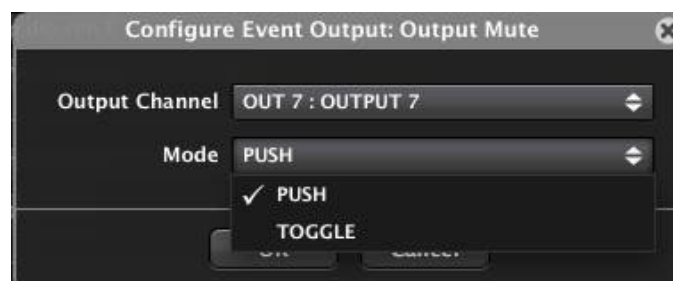 Configure Event Output: Output Mute
Output Channel OUT 7 : OUTPUT 7
Mode PUSH
✓ PUSH
TOGGLE